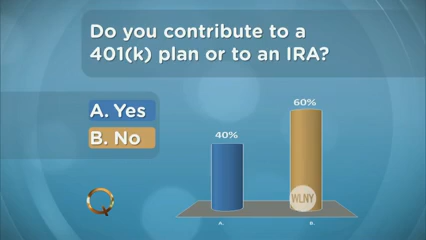 Do you contribute to a
401(k) plan or to an IRA?
A. Yes
B. No
40%
60%
WLNY
A.
B.